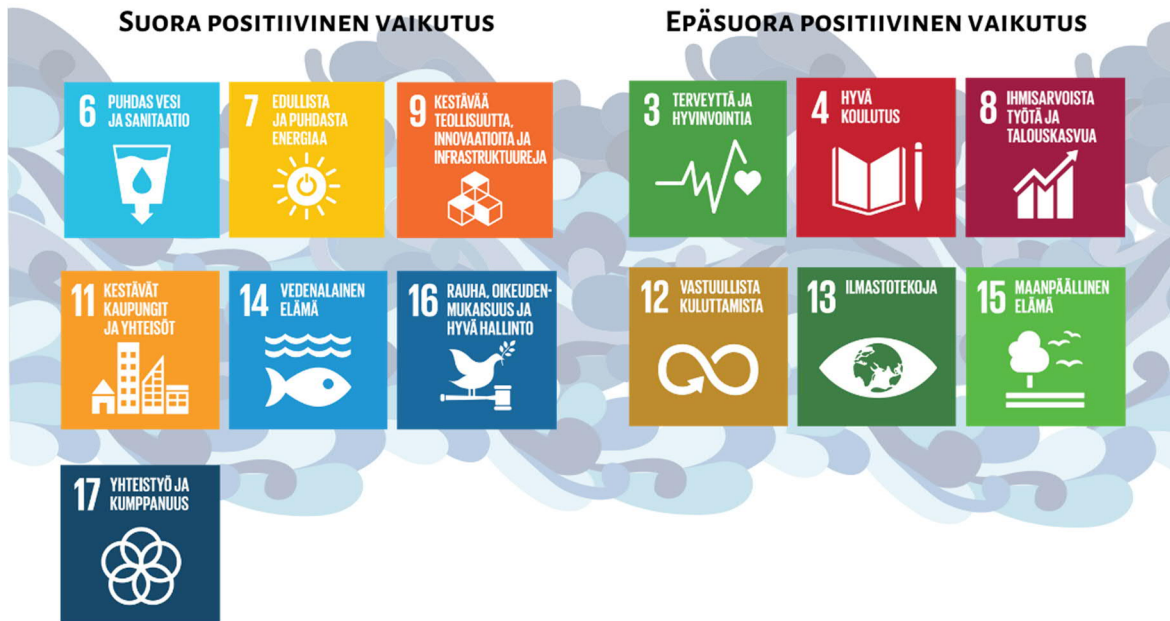 SUORA POSITIIVINEN VAIKUTUS
6 PUHDAS VESI
JA SANITAATIO
7 EDULLISTA
JA PUHDASTA
ENERGIAA
9 KESTÄVÄÄ
TEOLLISUUTTA,
INNOVAATIOITA JA
INFRASTRUKTUUREJA
11 KESTÄVÄT
KAUPUNGIT
JA YHTEISÖT
14 VEDENALAINEN
ELÄMÄ
16 RAUHA, OIKEUDEN-
MUKAISUUS JA
HYVÄ HALLINTO
17 YHTEISTYÖ JA
KUMPPANUUS
EPÄSUORA POSITIIVINEN VAIKUTUS
3 TERVEYTTÄ JA
HYVINVOINTIA
4 HYVÄ
KOULUTUS
8 IHMISARVOISTA
TYÖTÄ JA
TALOUSKASVUA
12 VASTUULLISTA
KULUTTAMISTA
13 ILMASTOTEKOJA
15 MAANPÄÄLLINEN
ELÄMÄ